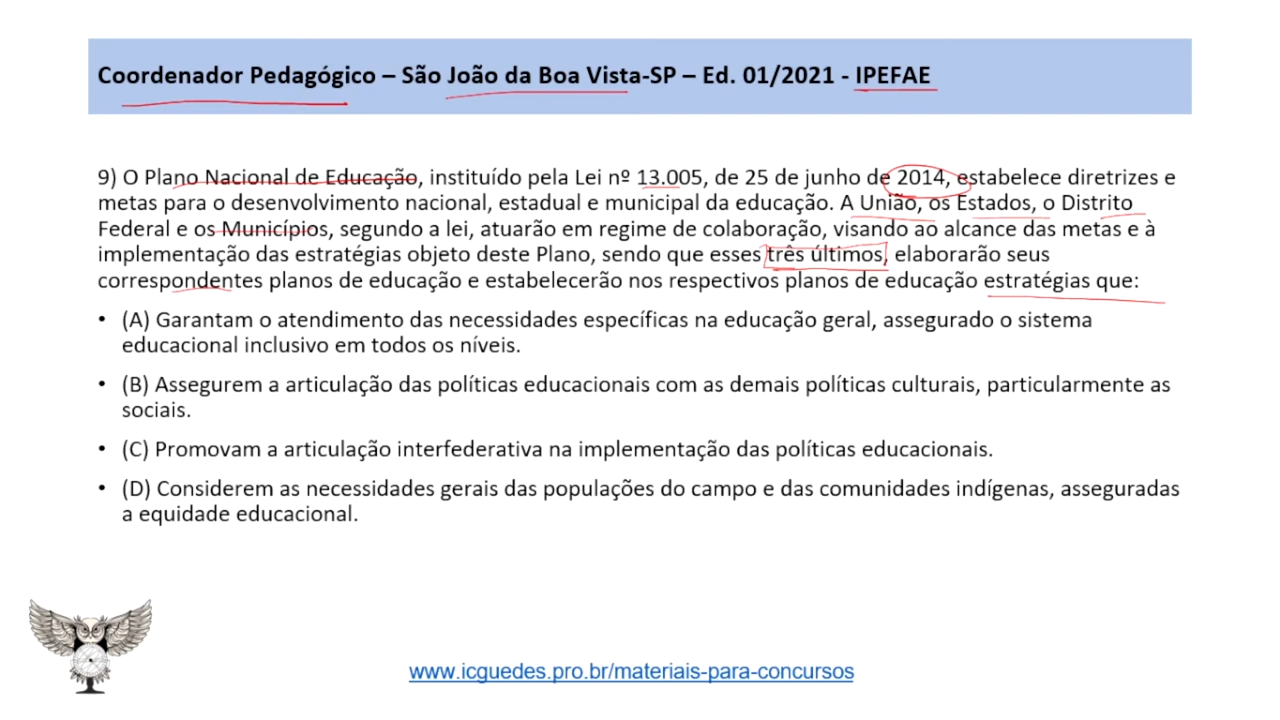 Coordenador Pedagógico – São João da Boa Vista-SP – Ed. 01/2021 - IPEFAE
9) O Plano Nacional de Educação, instituído pela Lei nº 13.005, de 25 de junho de 2014, estabelece diretrizes e
metas para o desenvolvimento nacional, estadual e municipal da educação. A União, os Estados, o Distrito
Federal e os Municípios, segundo a lei, atuarão em regime de colaboração, visando ao alcance das metas e à
implementação das estratégias objeto deste Plano, sendo que esses três últimos, elaborarão seus
correspondentes planos de educação e estabelecerão nos respectivos planos de educação estratégias que:
• (A) Garantam o atendimento das necessidades específicas na educação geral, assegurado o sistema
educacional inclusivo em todos os níveis.
• (B) Assegurem a articulação das políticas educacionais com as demais políticas culturais, particularmente as
sociais.
• (C) Promovam a articulação interfederativa na implementação das políticas educacionais.
• (D) Considerem as necessidades gerais das populações do campo e das comunidades indígenas, asseguradas
a equidade educacional.
www.icguedes.pro.br/materiais-para-concursos